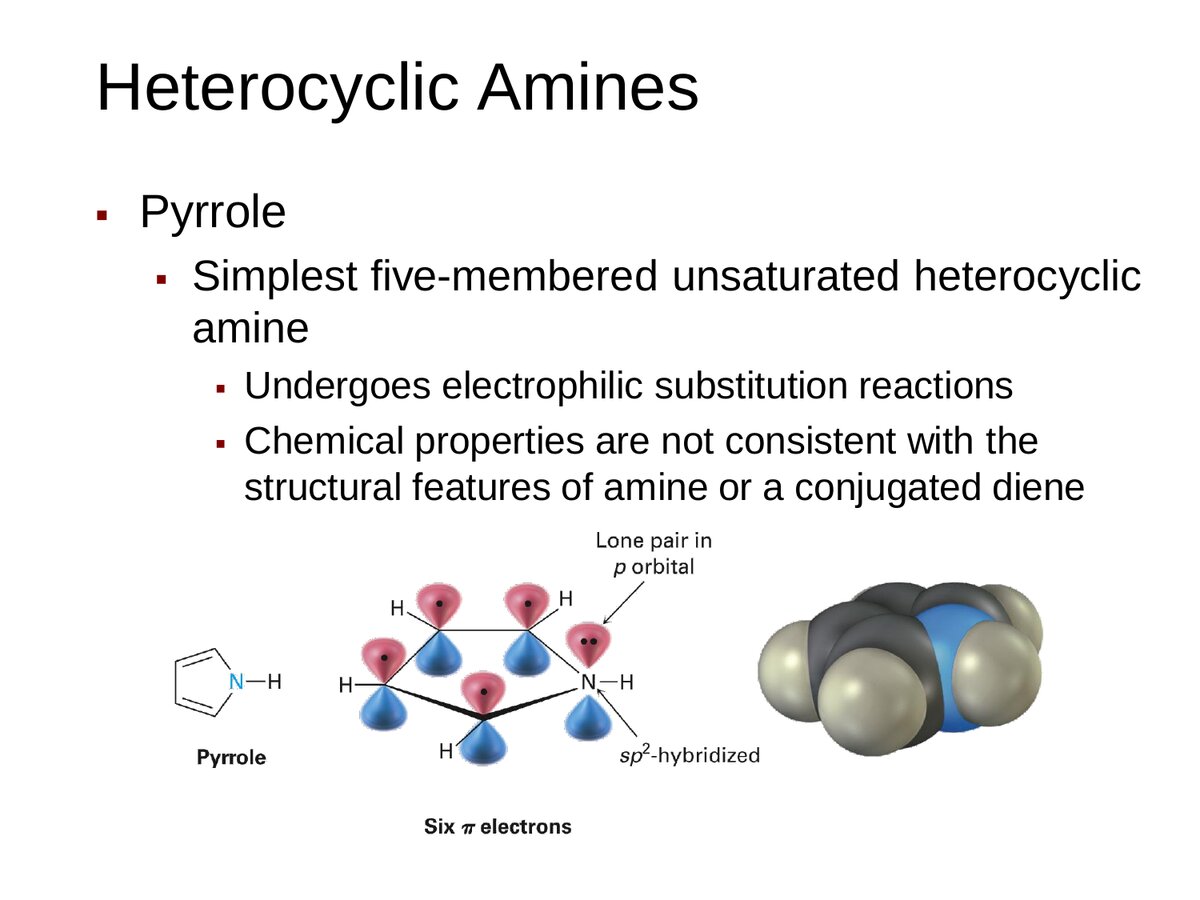 Heterocyclic Amines
▪ Pyrrole
▪ Simplest five-membered unsaturated heterocyclic
amine
▪ Undergoes electrophilic substitution reactions
▪ Chemical properties are not consistent with the
structural features of amine or a conjugated diene
Lone pair in
p orbital
H
H
N—H
H
N—H
H
sp²-hybridized
Pyrrole
Six π electrons